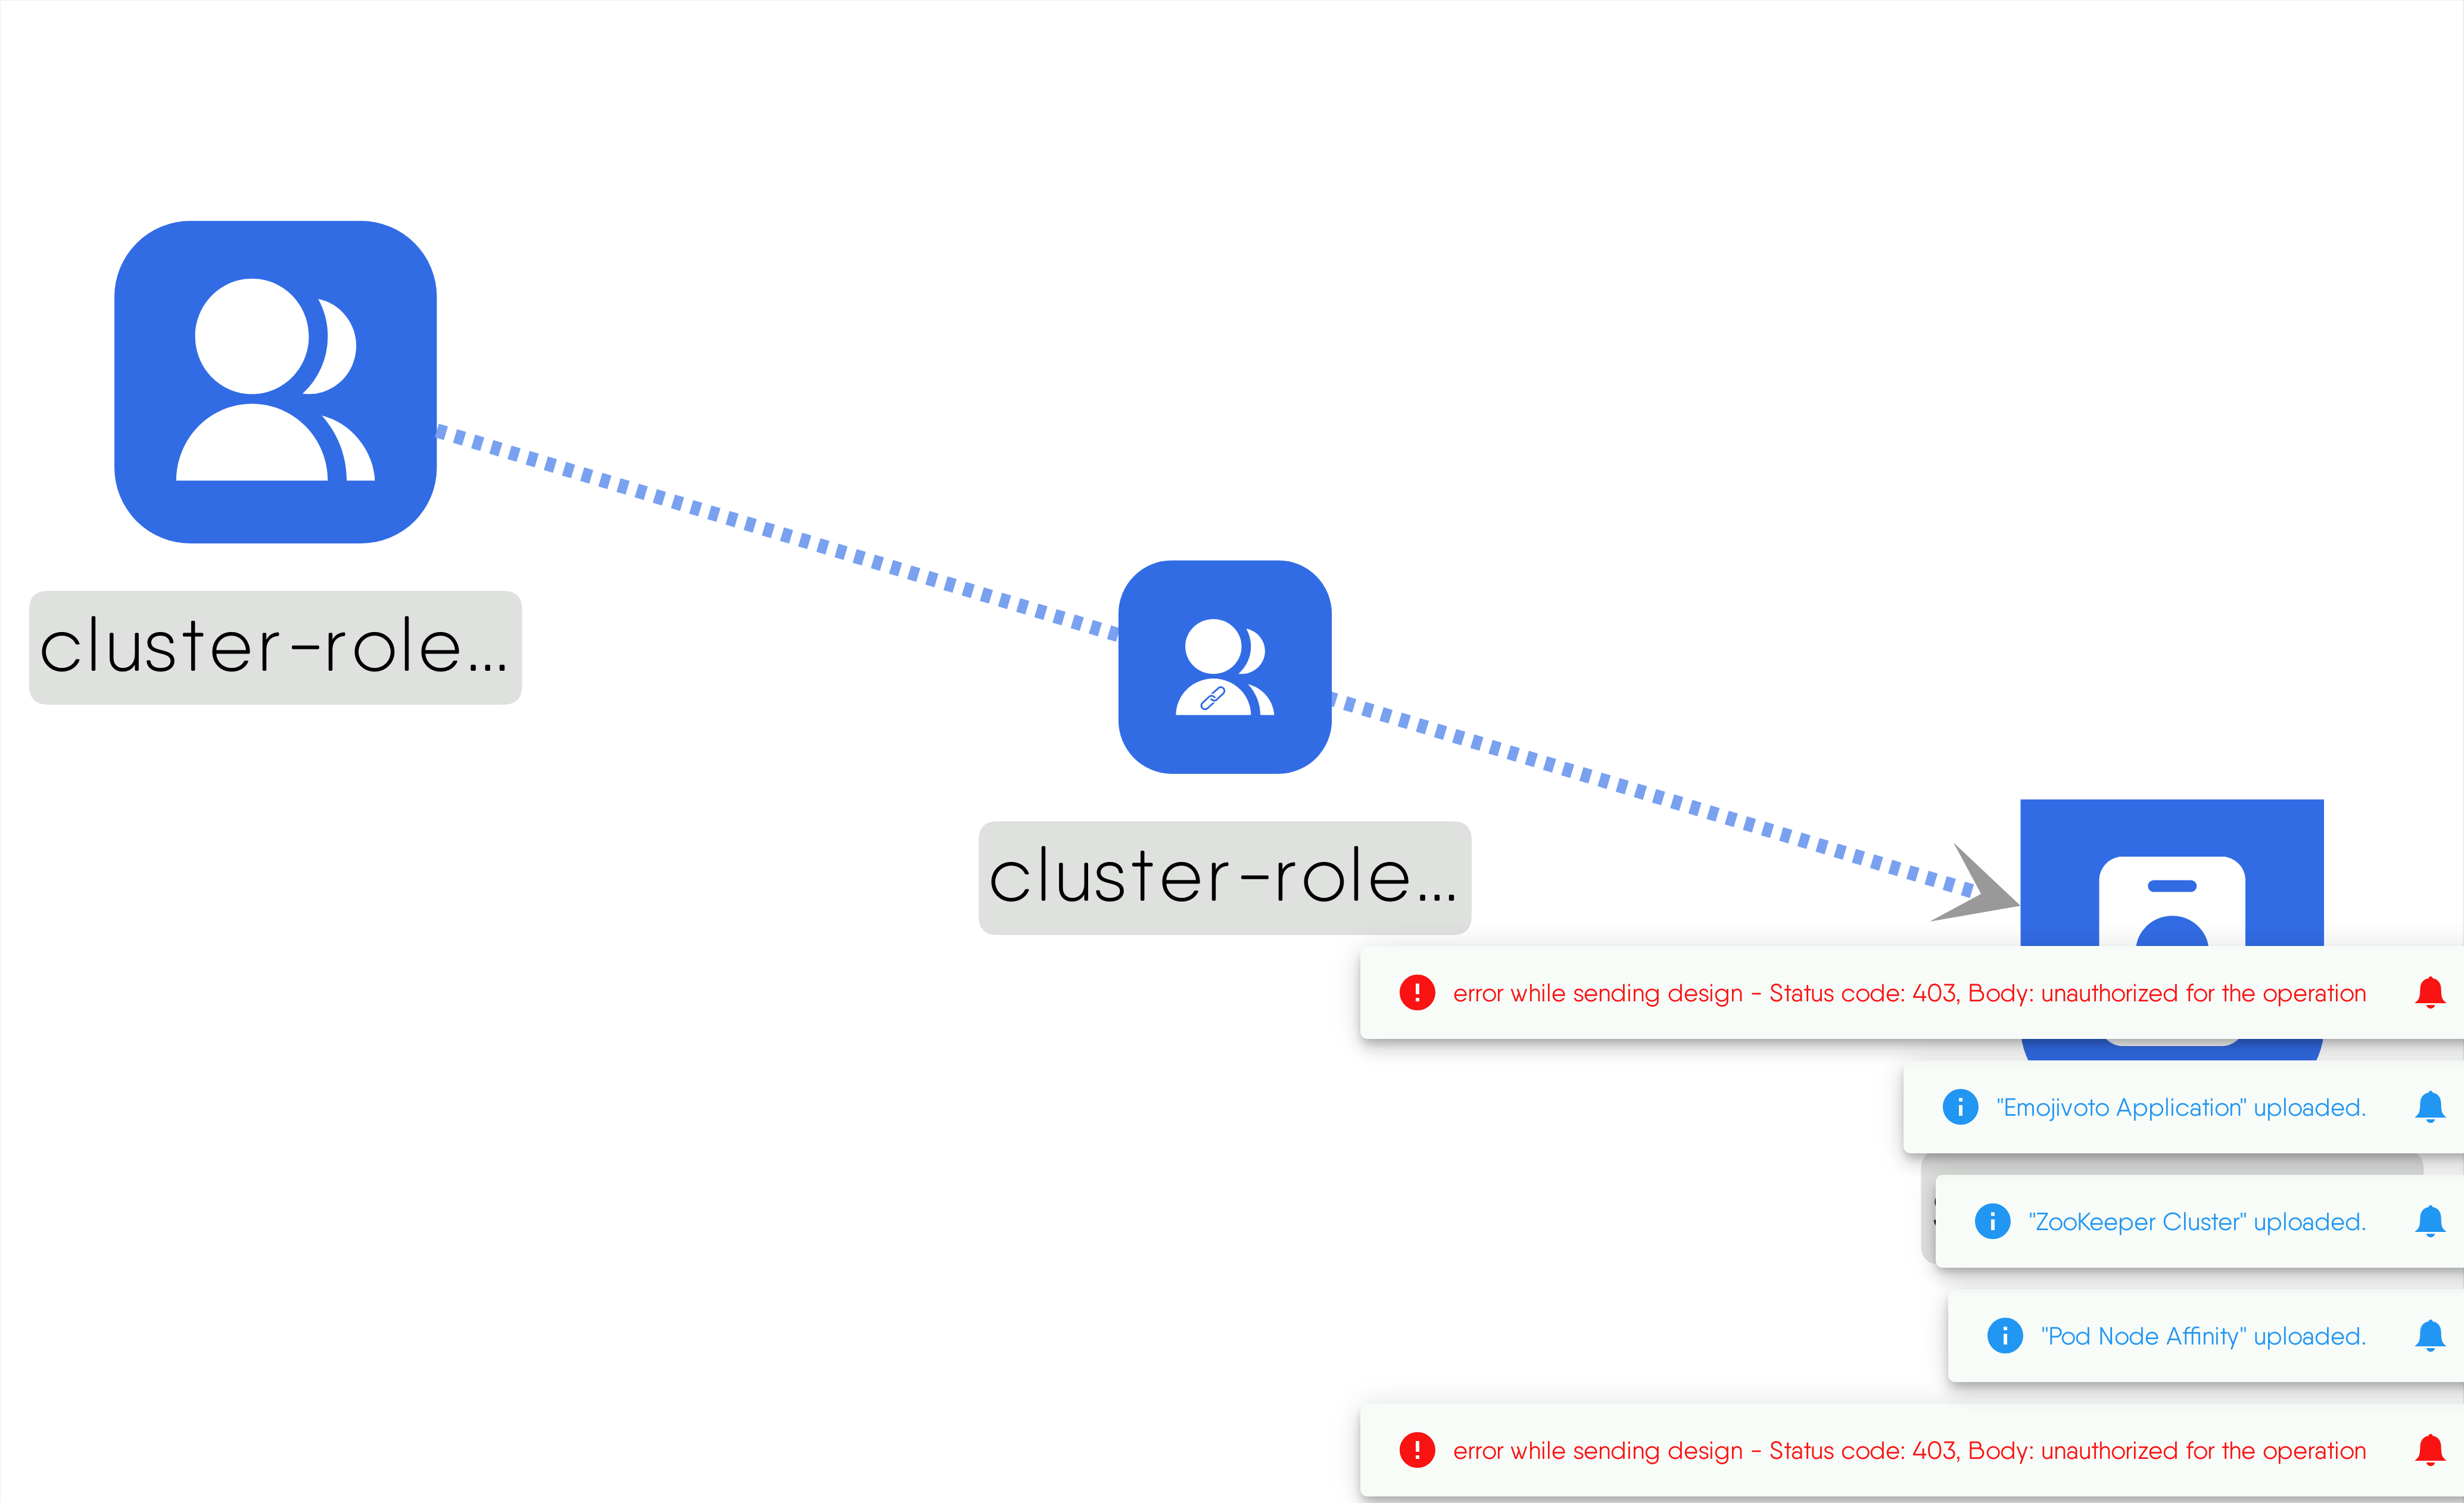 cluster-role...
cluster-role...
error while sending design - Status code: 403, Body: unauthorized for the operation
"Emojivoto Application" uploaded.
"ZooKeeper Cluster" uploaded.
"Pod Node Affinity" uploaded.
error while sending design - Status code: 403, Body: unauthorized for the operation